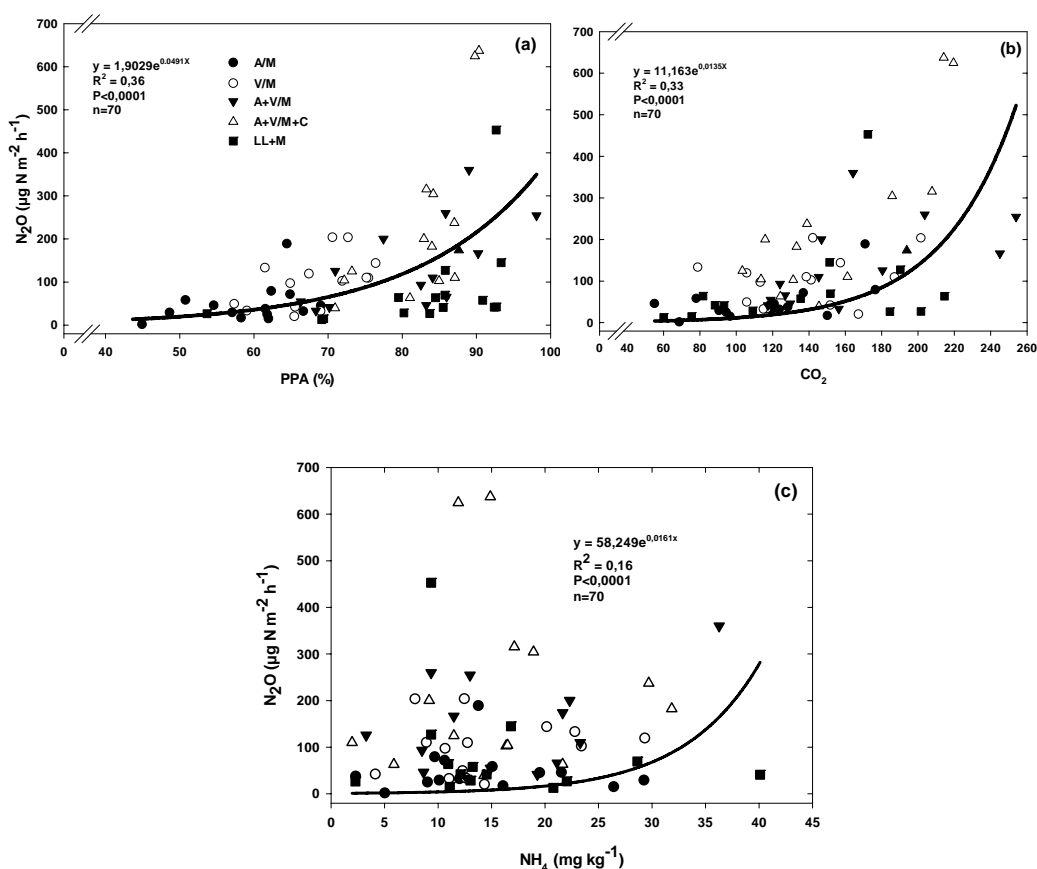 (a)
700
600
500
400
300
200
100
0
N₂O (µg N m⁻² h⁻¹)
y = 1,9029e^0.0491X
R² = 0,36
P<0,0001
n=70
A/M
V/M
A+V/M
A+V/M+C
LL+M
0 40 50 60 70 80 90 100
PPA (%)
(b)
700
600
500
400
300
200
100
0
y = 11,163e^0,0135X
R² = 0,33
P<0,0001
n=70
0 40 60 80 100 120 140 160 180 200 220 240 260
CO₂
(c)
700
600
500
400
300
200
100
0
N₂O (µg N m⁻² h⁻¹)
y = 58,249e^0,0161x
R² = 0,16
P<0,0001
n=70
0 5 10 15 20 25 30 35 40 45
NH₄ (mg kg⁻¹)